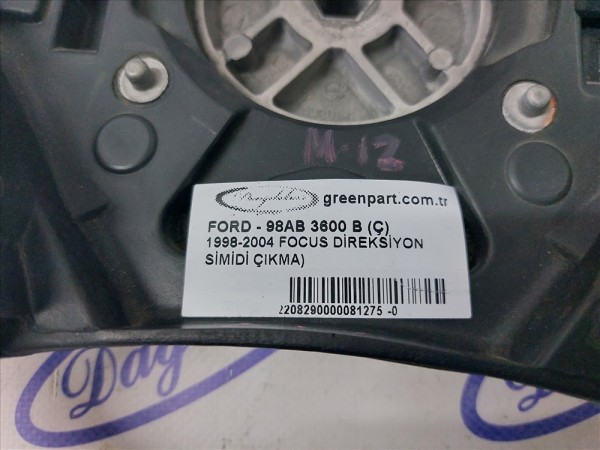 M-12
greenpart.com.tr
FORD - 98AB 3600 B (Ç)
1998-2004 FOCUS DİREKSİYON
SİMİDİ ÇIKMA)
2208290000081275 -0
Day